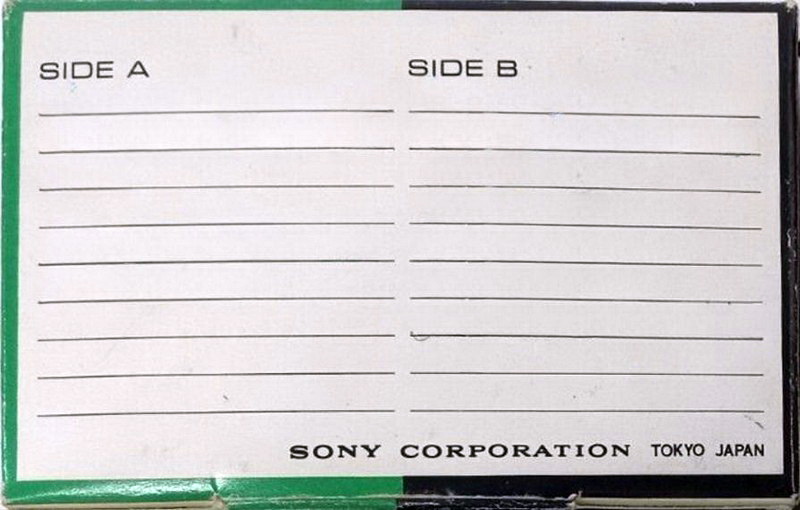 SIDE A
SIDE B
SONY CORPORATION TOKYO JAPAN